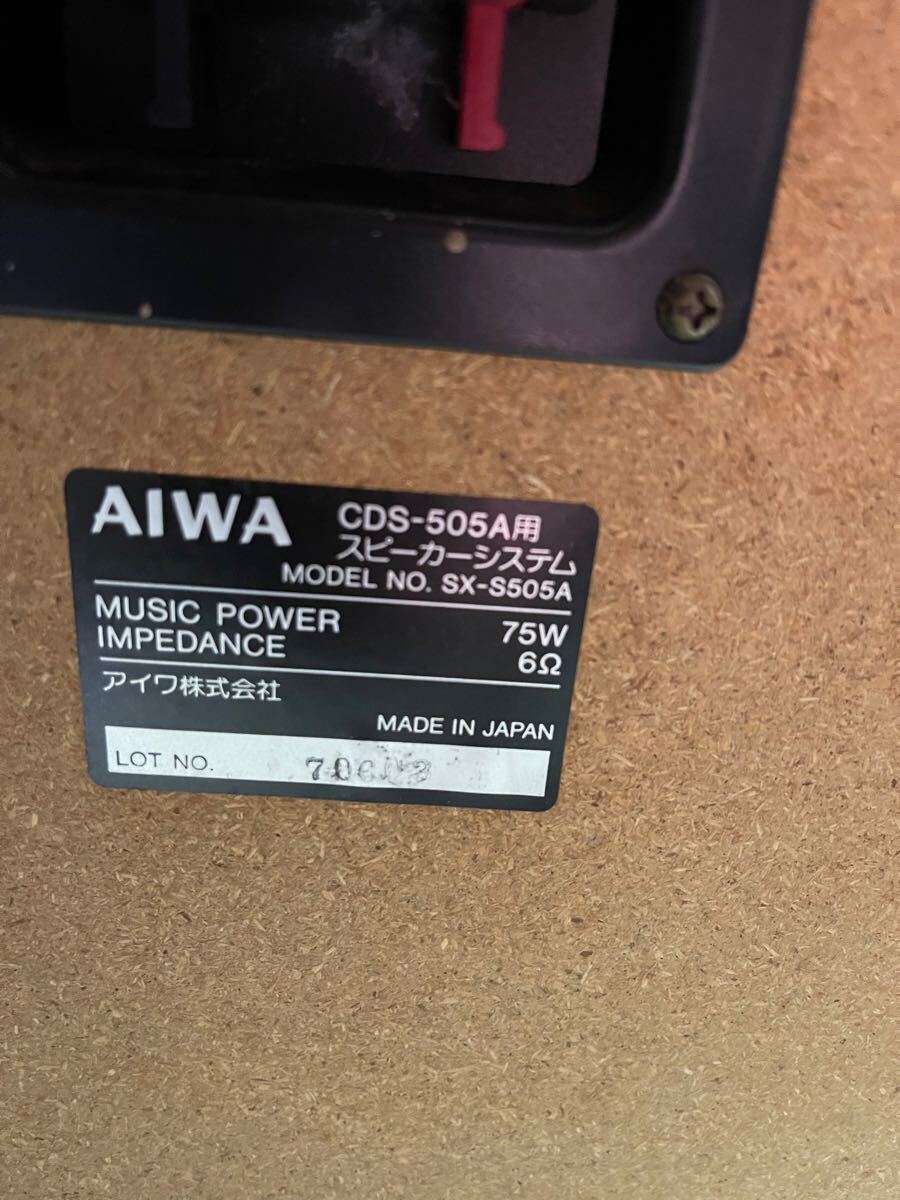 AIWA
CDS-505A用
スピーカーシステム
MODEL NO. SX-S505A
MUSIC POWER 75W
IMPEDANCE 6Ω
アイワ株式会社
MADE IN JAPAN
LOT NO.